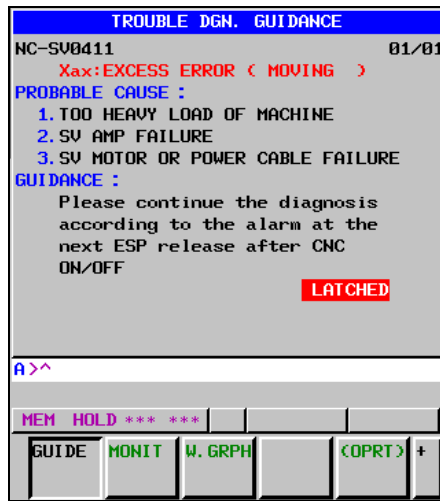 TROUBLE DGN. GUIDANCE
NC-SV0411 01/01
Xax:EXCESS ERROR ( MOVING )
PROBABLE CAUSE :
1. TOO HEAVY LOAD OF MACHINE
2. SV AMP FAILURE
3. SV MOTOR OR POWER CABLE FAILURE
GUIDANCE :
Please continue the diagnosis
according to the alarm at the
next ESP release after CNC
ON/OFF
LATCHED
A>^
MEM HOLD *** ***
GUIDE MONIT W.GRPH (OPRT) +